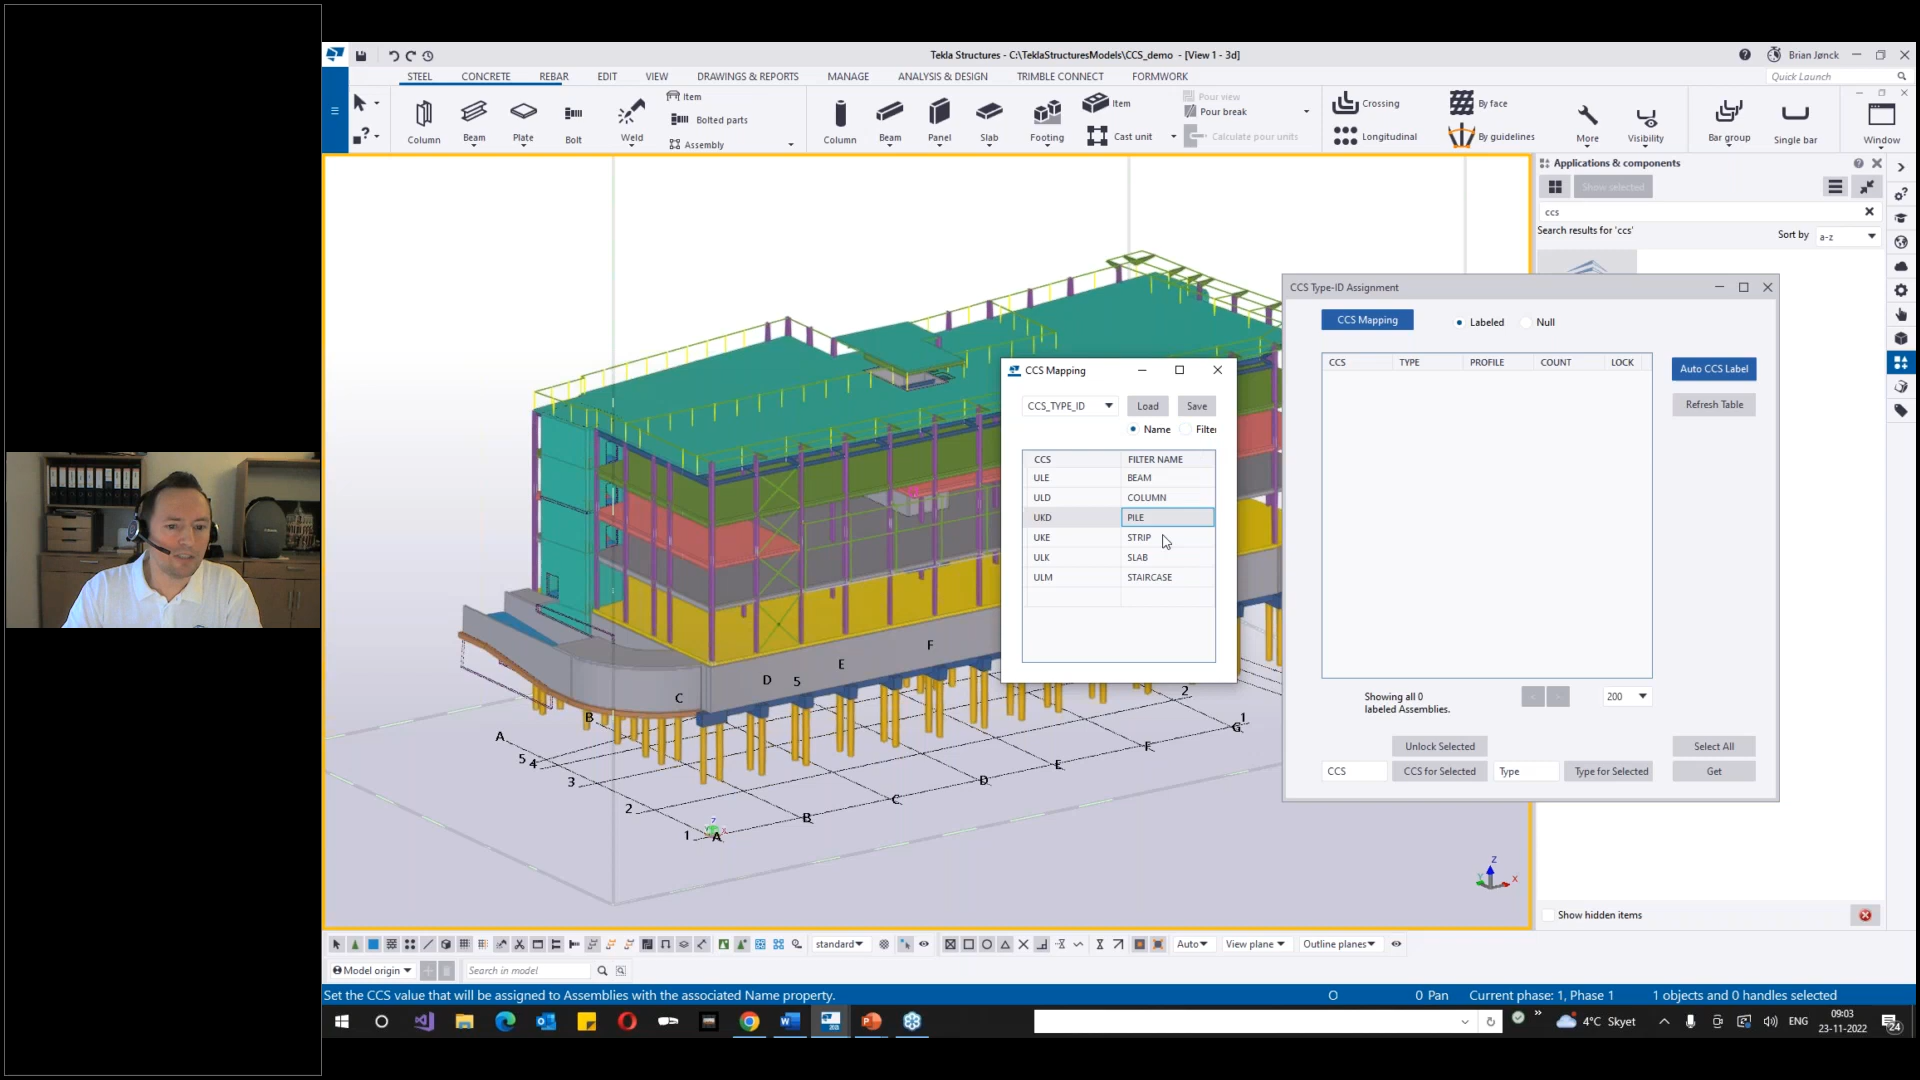 Tekla Structures - C:\TeklaStructuresModels\CCS_demo - [View 1 - 3d]
Brian Jønck
STEEL CONCRETE REBAR EDIT VIEW DRAWINGS & REPORTS MANAGE ANALYSIS & DESIGN TRIMBLE CONNECT FORMWORK
Quick Launch
Column Beam Plate Bolt Weld
Item
Bolted parts
Assembly
Column Beam Panel Slab Footing
Item
Cast unit
Pour view
Pour break
Calculate pour units
Crossing
Longitudinal
By face
By guidelines
More Visibility Bar group Single bar Window
Applications & components
Show selected
ccs
Search results for 'ccs'
Sort by a-z
CCS Type-ID Assignment
CCS Mapping Labeled Null
CCS TYPE PROFILE COUNT LOCK
Auto CCS Label
Refresh Table
Showing all 0
labeled Assemblies.
< > 200
Unlock Selected Select All
CCS CCS for Selected Type Type for Selected Get
CCS Mapping
CCS_TYPE_ID Load Save
Name Filter
CCS FILTER NAME
ULE BEAM
ULD COLUMN
UKD PILE
UKE STRIP
ULK SLAB
ULM STAIRCASE
F
E
D 5
C
B
A
5 4
3
2
1 A
B
C
D
E
F
G 1
2
Z
X
Y
Show hidden items
standard
Auto View plane Outline planes
Model origin Search in model
Set the CCS value that will be assigned to Assemblies with the associated Name property.
O 0 Pan Current phase: 1, Phase 1 1 objects and 0 handles selected
4°C Skyet ENG 09:03
23-11-2022 24